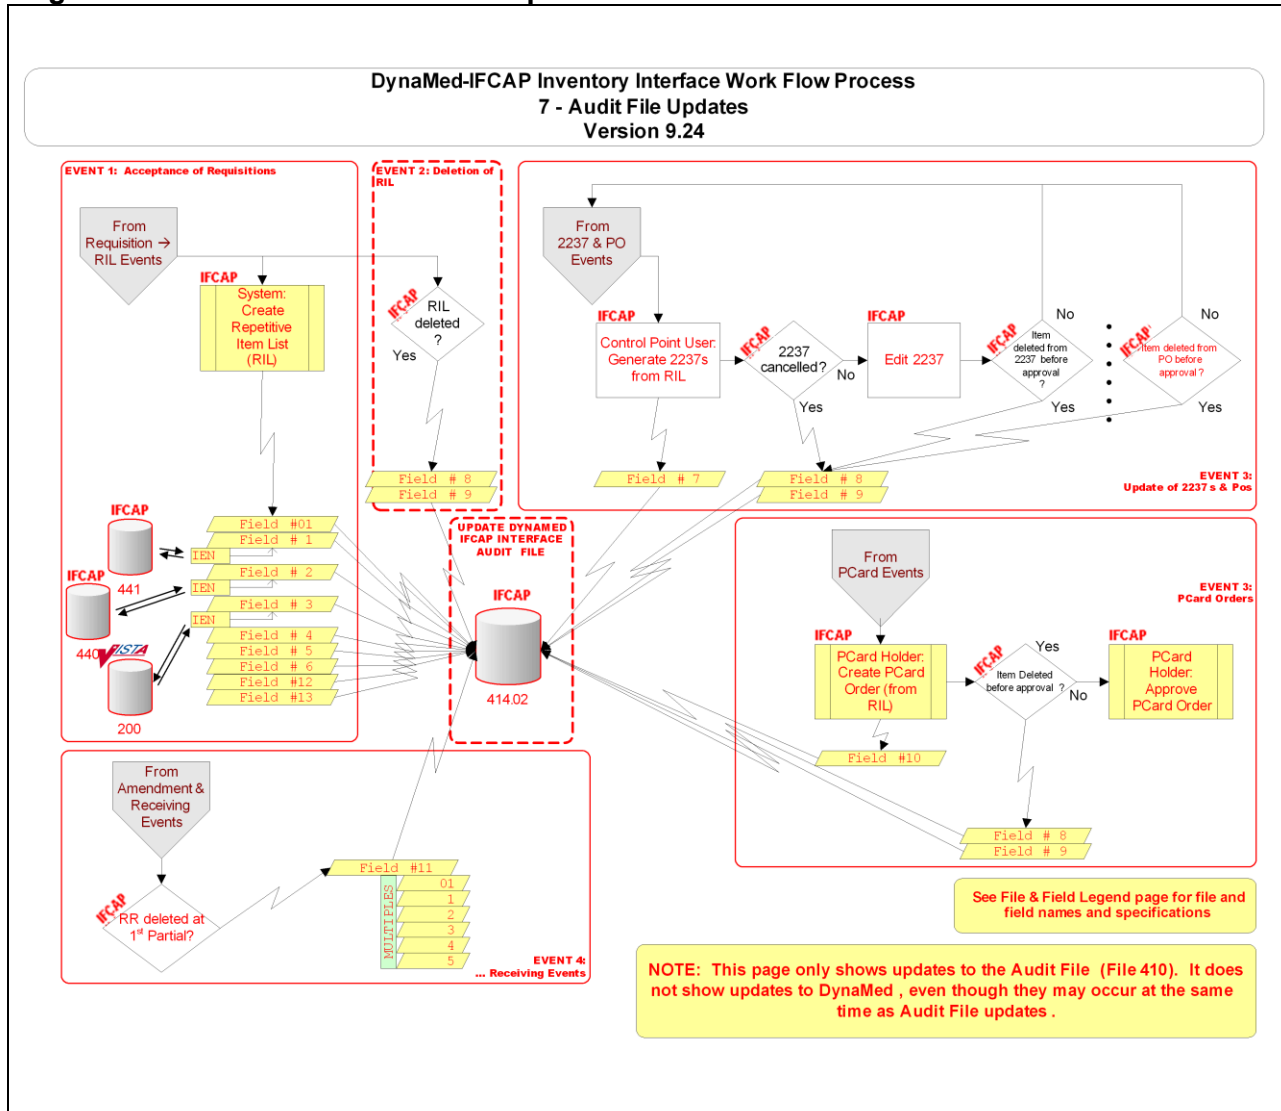 DynaMed-IFCAP Inventory Interface Work Flow Process
7 - Audit File Updates
Version 9.24
EVENT 1: Acceptance of Requisitions
From
Requisition →
RIL Events
IFCAP
System:
Create
Repetitive
Item List
(RIL)
Field #01
Field # 1
IEN
Field # 2
IEN
Field # 3
IEN
Field # 4
Field # 5
Field # 6
Field #12
Field #13
IFCAP
441
IFCAP
440
VISTA
200
EVENT 2: Deletion of
RIL
IFCAP
RIL
deleted
?
Yes
Field # 8
Field # 9
UPDATE DYNAMED
IFCAP INTERFACE
AUDIT FILE
IFCAP
414.02
From
2237 & PO
Events
IFCAP
Control Point User:
Generate 2237s
from RIL
IFCAP
2237
cancelled?
No
Yes
IFCAP
Edit 2237
IFCAP
Item
deleted from
2237 before
approval
?
No
Yes
IFCAP
Item deleted from
PO before
approval ?
No
Yes
Field # 7
Field # 8
Field # 9
EVENT 3:
Update of 2237s & Pos
From
PCard Events
EVENT 3:
PCard Orders
IFCAP
PCard Holder:
Create PCard
Order (from
RIL)
IFCAP
Item Deleted
before approval ?
Yes
No
IFCAP
PCard
Holder:
Approve
PCard Order
Field #10
Field # 8
Field # 9
From
Amendment &
Receiving
Events
IFCAP
RR deleted at
1st Partial?
Field #11
MULTIPLES
01
1
2
3
4
5
EVENT 4:
... Receiving Events
See File & Field Legend page for file and
field names and specifications
NOTE: This page only shows updates to the Audit File (File 410). It does
not show updates to DynaMed , even though they may occur at the same
time as Audit File updates .